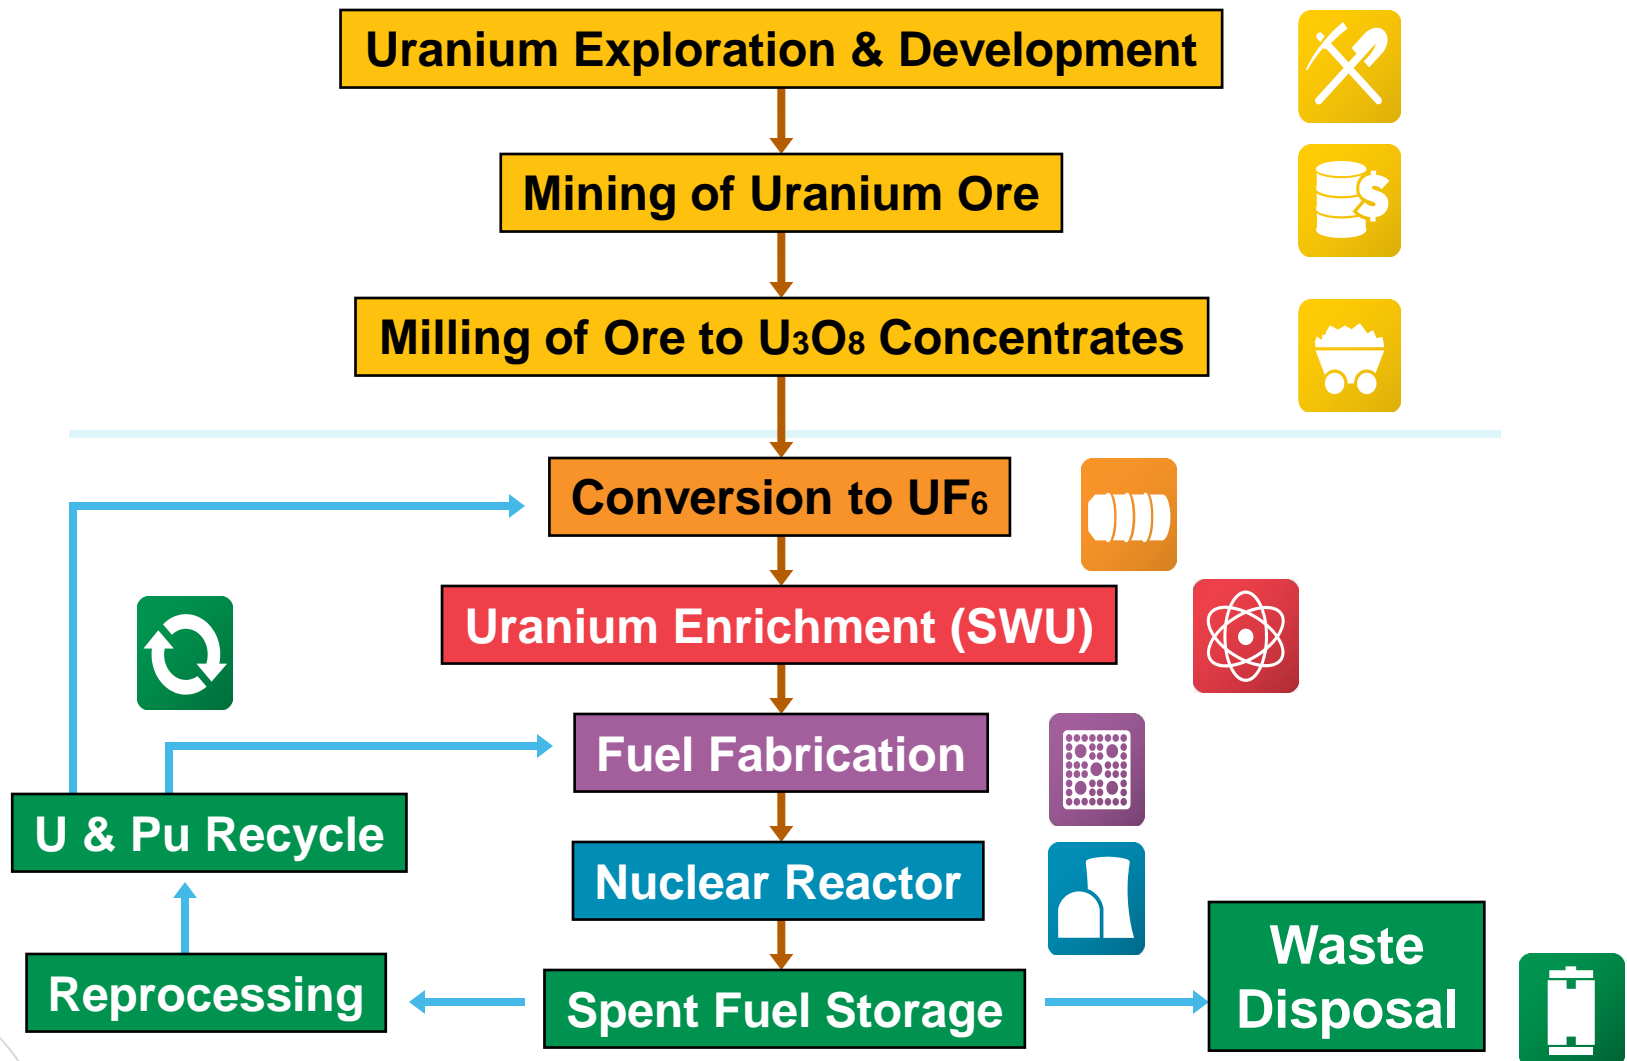 Uranium Exploration & Development
Mining of Uranium Ore
$
Milling of Ore to U₃O₈ Concentrates
Conversion to UF₆
Uranium Enrichment (SWU)
Fuel Fabrication
U & Pu Recycle
Nuclear Reactor
Reprocessing
Spent Fuel Storage
Waste
Disposal